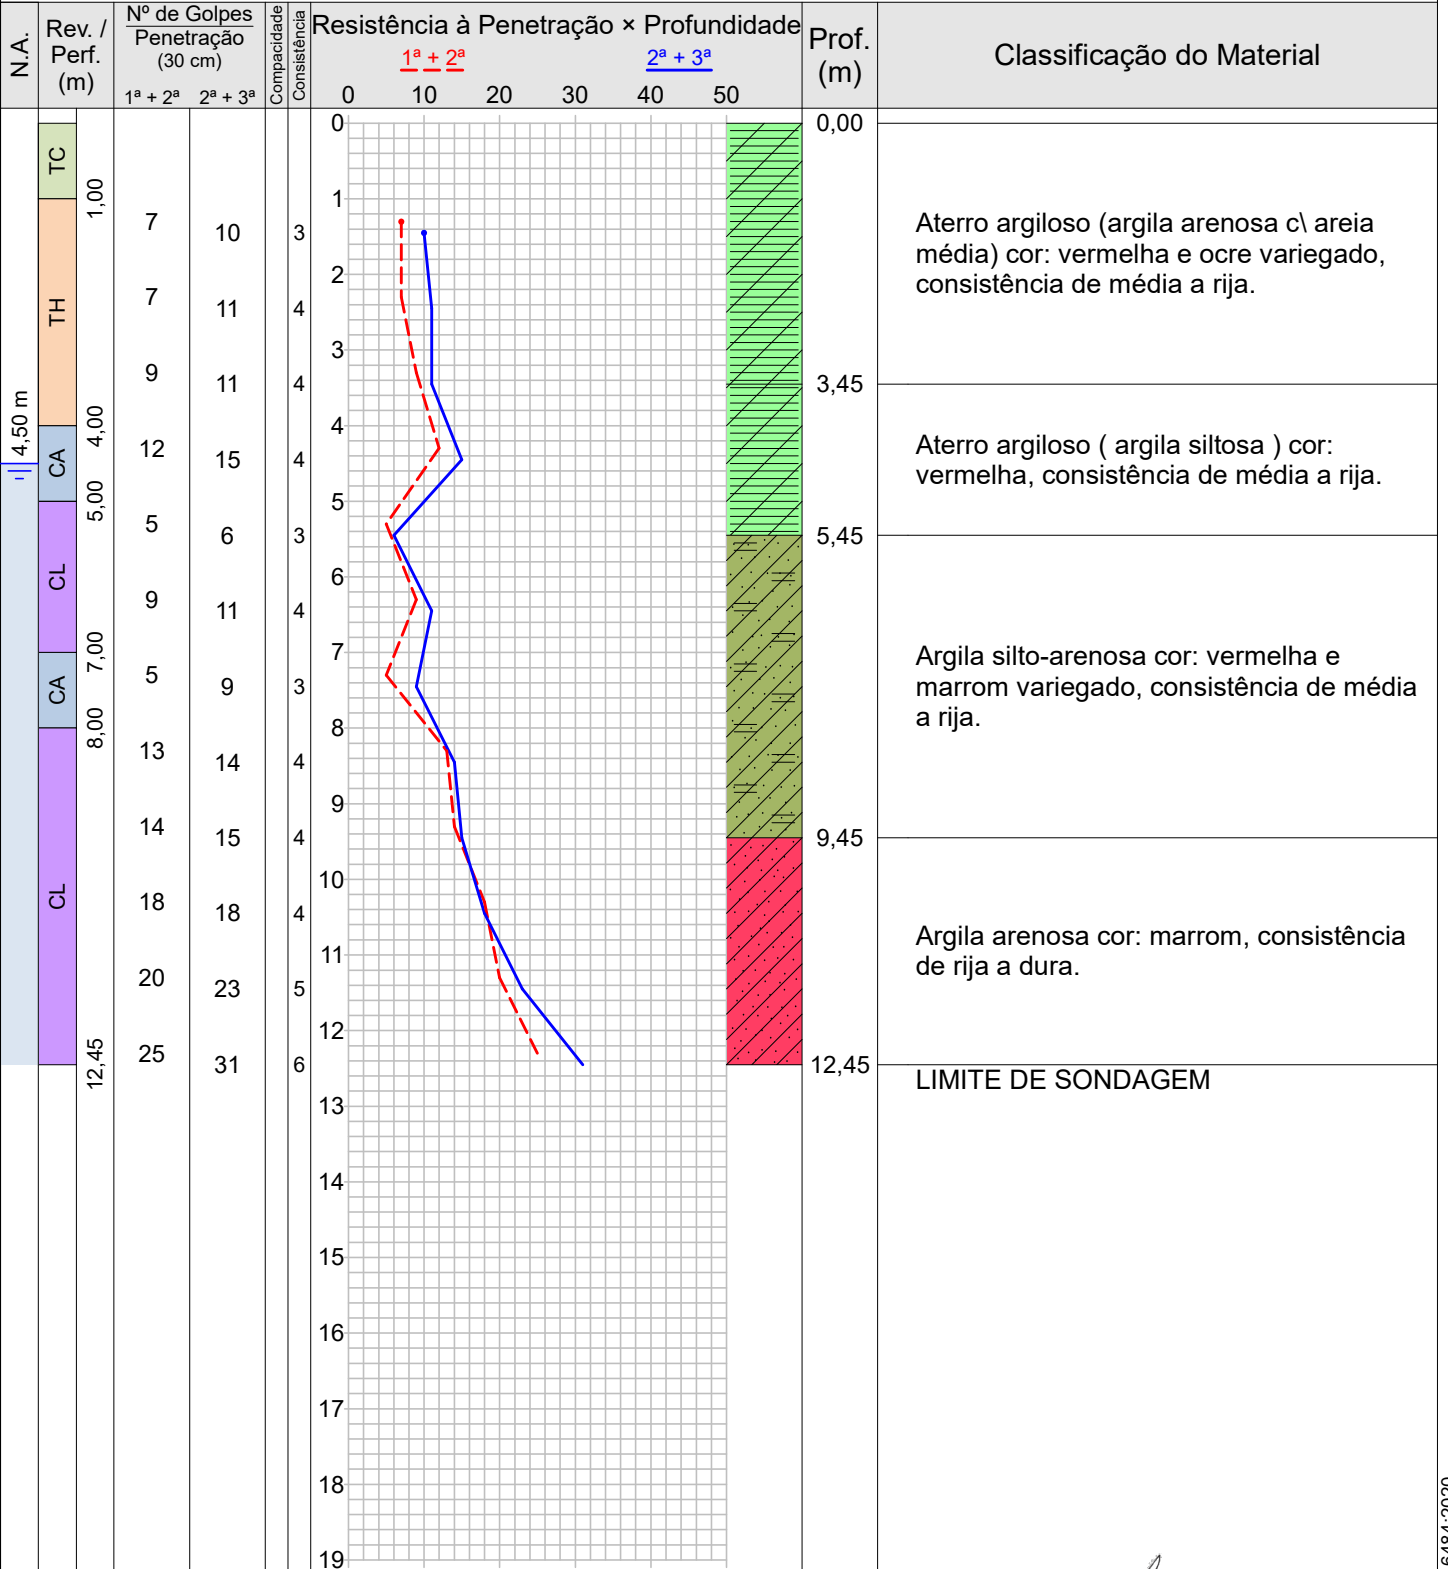 N.A.
Rev. /
Perf.
(m)
Nº de Golpes
Penetração
(30 cm)
1ª + 2ª 2ª + 3ª
Compacidade
Consistência
Resistência à Penetração × Profundidade
1ª + 2ª 2ª + 3ª
0 10 20 30 40 50
Prof.
(m)
Classificação do Material
0 0,00
TC
1,00
1
7 10 3
Aterro argiloso (argila arenosa c\ areia
média) cor: vermelha e ocre variegado,
consistência de média a rija.
2
TH
7 11 4
3
9 11 4
3,45
4,50 m
4,00
4
CA
12 15 4
Aterro argiloso ( argila siltosa ) cor:
vermelha, consistência de média a rija.
5,00
5
5 6 3
5,45
CL
6
9 11 4
7,00
7
CA
5 9 3
Argila silto-arenosa cor: vermelha e
marrom variegado, consistência de média
a rija.
8,00
8
13 14 4
9
14 15 4
9,45
10
CL
18 18 4
Argila arenosa cor: marrom, consistência
de rija a dura.
11
20 23 5
12
25 31 6
12,45
12,45
LIMITE DE SONDAGEM
13
14
15
16
17
18
19
6484:2020